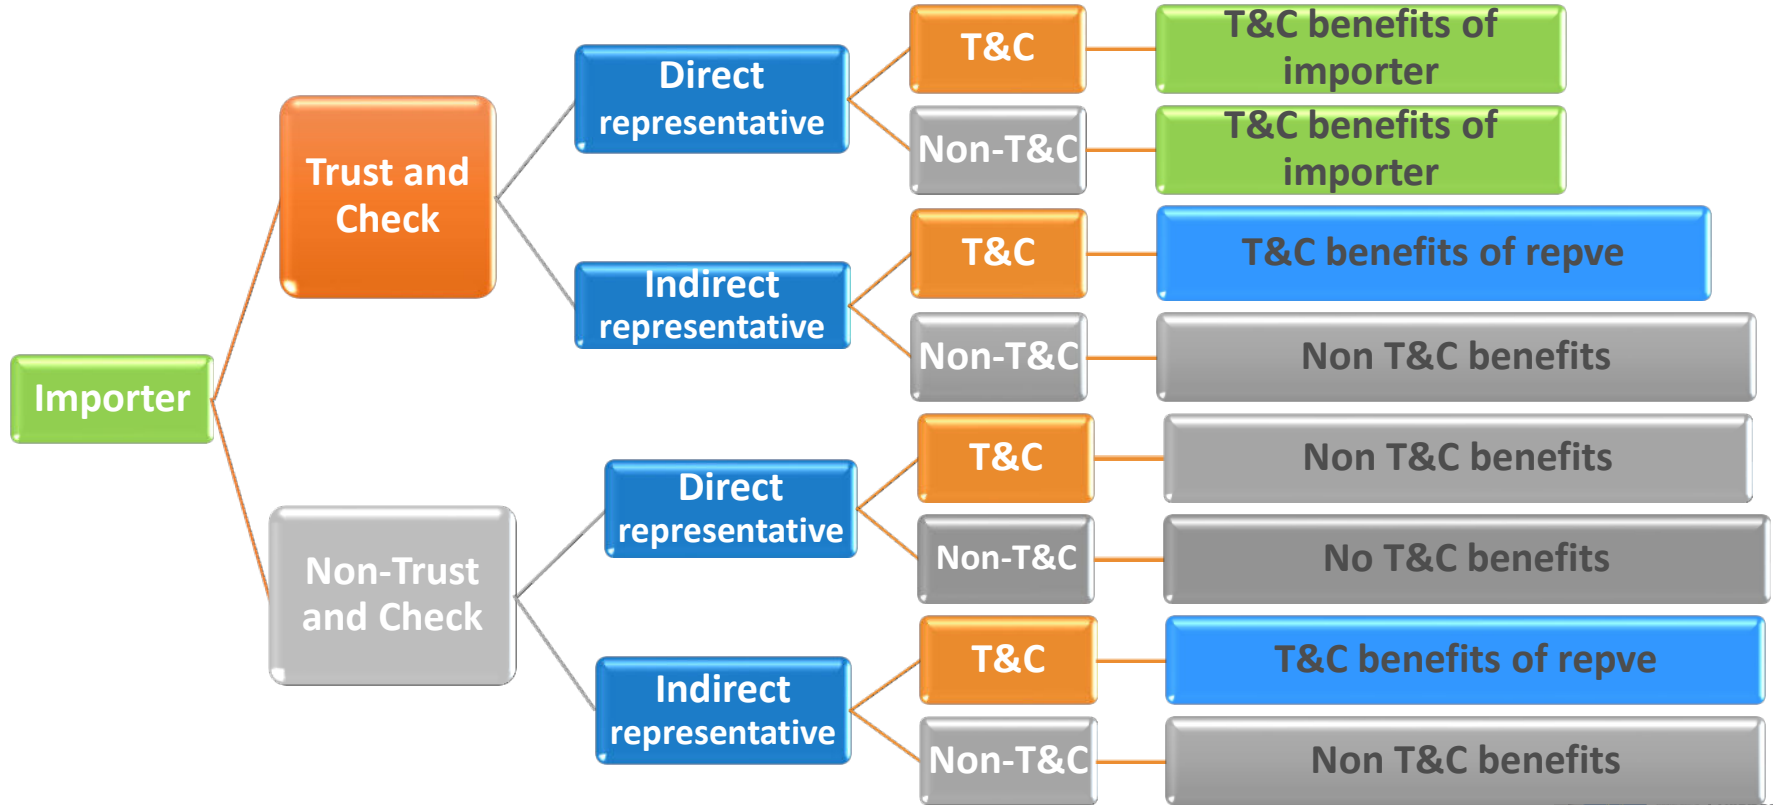 Importer
Trust and
Check
Non-Trust
and Check
Direct
representative
Indirect
representative
Direct
representative
Indirect
representative
T&C
T&C benefits of
importer
Non-T&C
T&C benefits of
importer
T&C
T&C benefits of repve
Non-T&C
Non T&C benefits
T&C
Non T&C benefits
Non-T&C
No T&C benefits
T&C
T&C benefits of repve
Non-T&C
Non T&C benefits